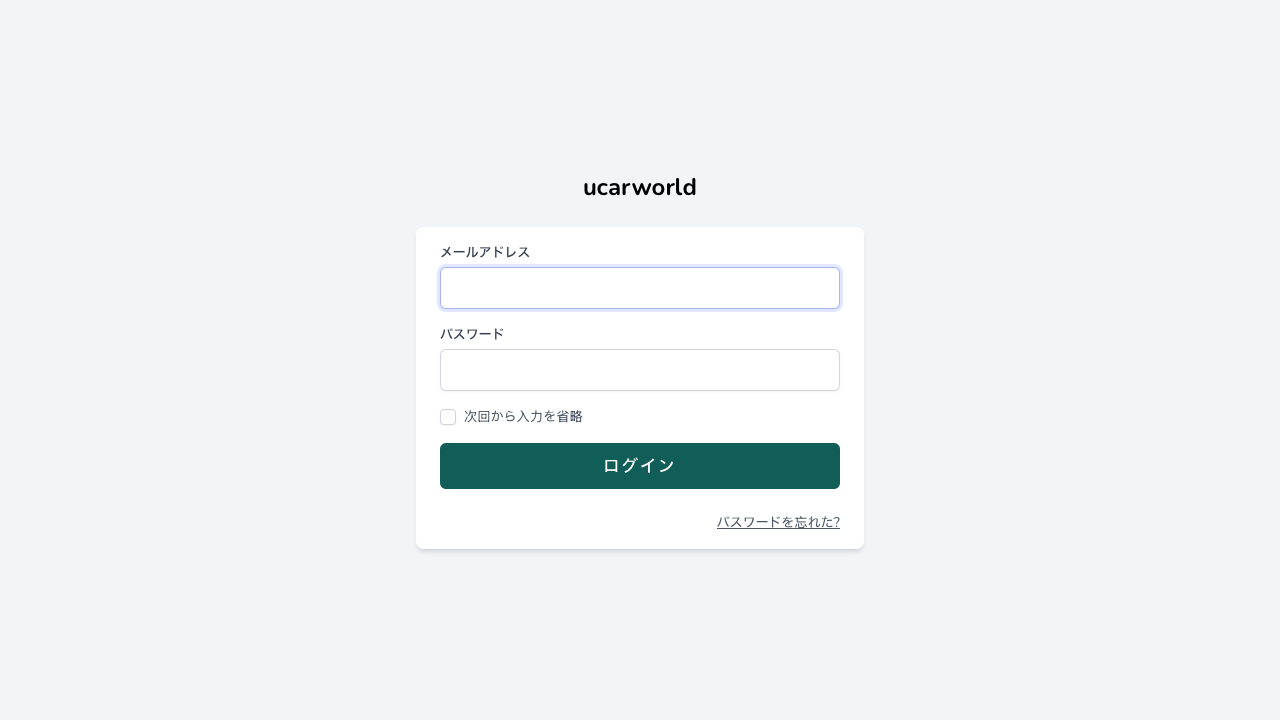 ucarworld
メールアドレス
パスワード
次回から入力を省略
ログイン
パスワードを忘れた?